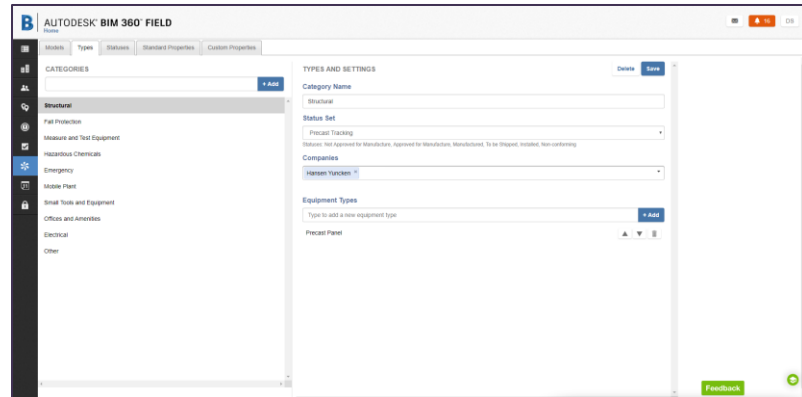 B AUTODESK® BIM 360® FIELD
Home
16
DS
Models Types Statuses Standard Properties Custom Properties
CATEGORIES
+ Add
Structural
Fall Protection
Measure and Test Equipment
Hazardous Chemicals
Emergency
Mobile Plant
Small Tools and Equipment
Offices and Amenities
Electrical
Other
TYPES AND SETTINGS
Delete Save
Category Name
Structural
Status Set
Precast Tracking
Statuses: Not Approved for Manufacture, Approved for Manufacture, Manufactured, To be Shipped, Installed, Non-conforming
Companies
Hansen Yuncken ×
Equipment Types
Type to add a new equipment type
+ Add
Precast Panel
Feedback